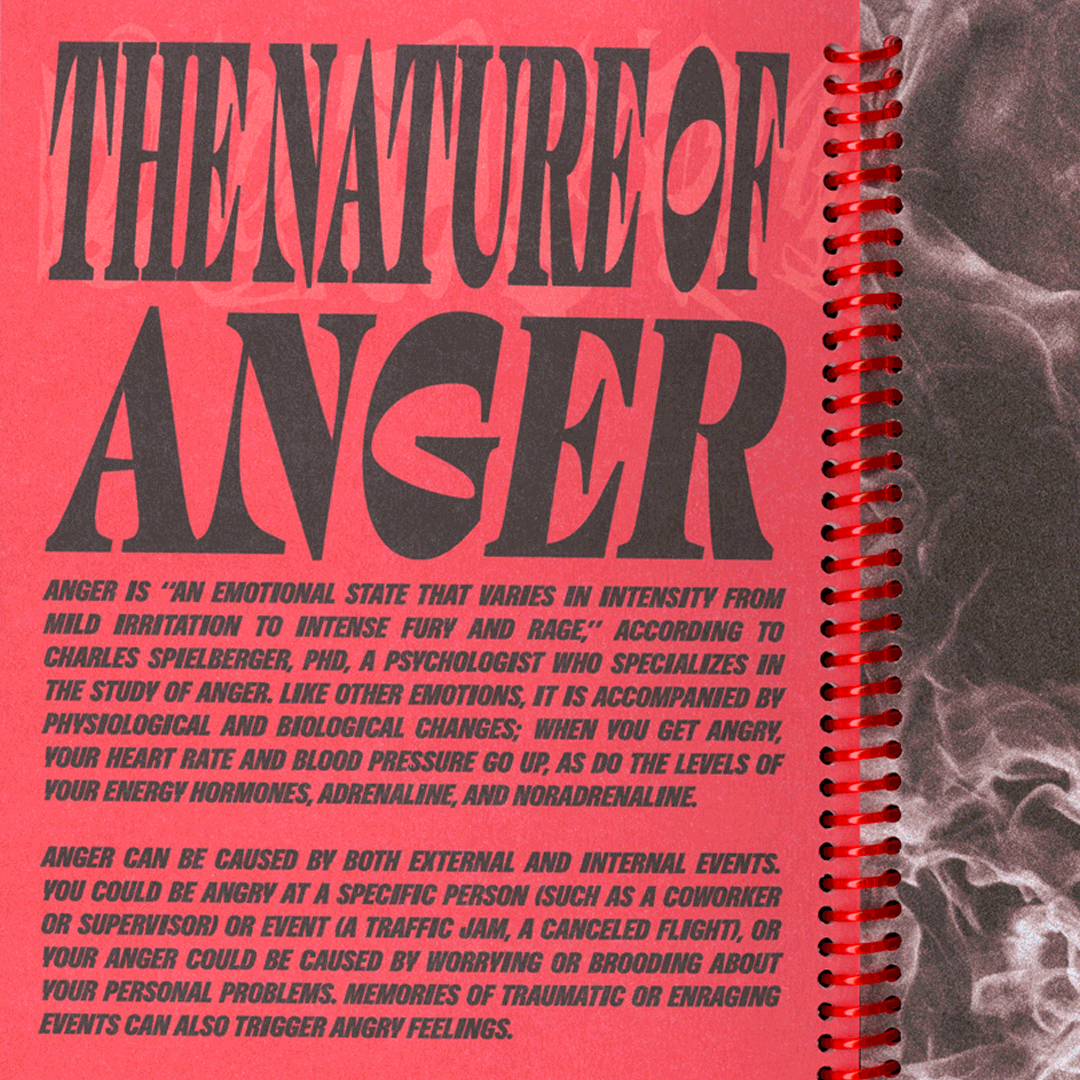 THE NATURE OF
ANGER
ANGER IS “AN EMOTIONAL STATE THAT VARIES IN INTENSITY FROM
MILD IRRITATION TO INTENSE FURY AND RAGE,” ACCORDING TO
CHARLES SPIELBERGER, PHD, A PSYCHOLOGIST WHO SPECIALIZES IN
THE STUDY OF ANGER. LIKE OTHER EMOTIONS, IT IS ACCOMPANIED BY
PHYSIOLOGICAL AND BIOLOGICAL CHANGES; WHEN YOU GET ANGRY,
YOUR HEART RATE AND BLOOD PRESSURE GO UP, AS DO THE LEVELS OF
YOUR ENERGY HORMONES, ADRENALINE, AND NORADRENALINE.
ANGER CAN BE CAUSED BY BOTH EXTERNAL AND INTERNAL EVENTS.
YOU COULD BE ANGRY AT A SPECIFIC PERSON (SUCH AS A COWORKER
OR SUPERVISOR) OR EVENT (A TRAFFIC JAM, A CANCELED FLIGHT), OR
YOUR ANGER COULD BE CAUSED BY WORRYING OR BROODING ABOUT
YOUR PERSONAL PROBLEMS. MEMORIES OF TRAUMATIC OR ENRAGING
EVENTS CAN ALSO TRIGGER ANGRY FEELINGS.